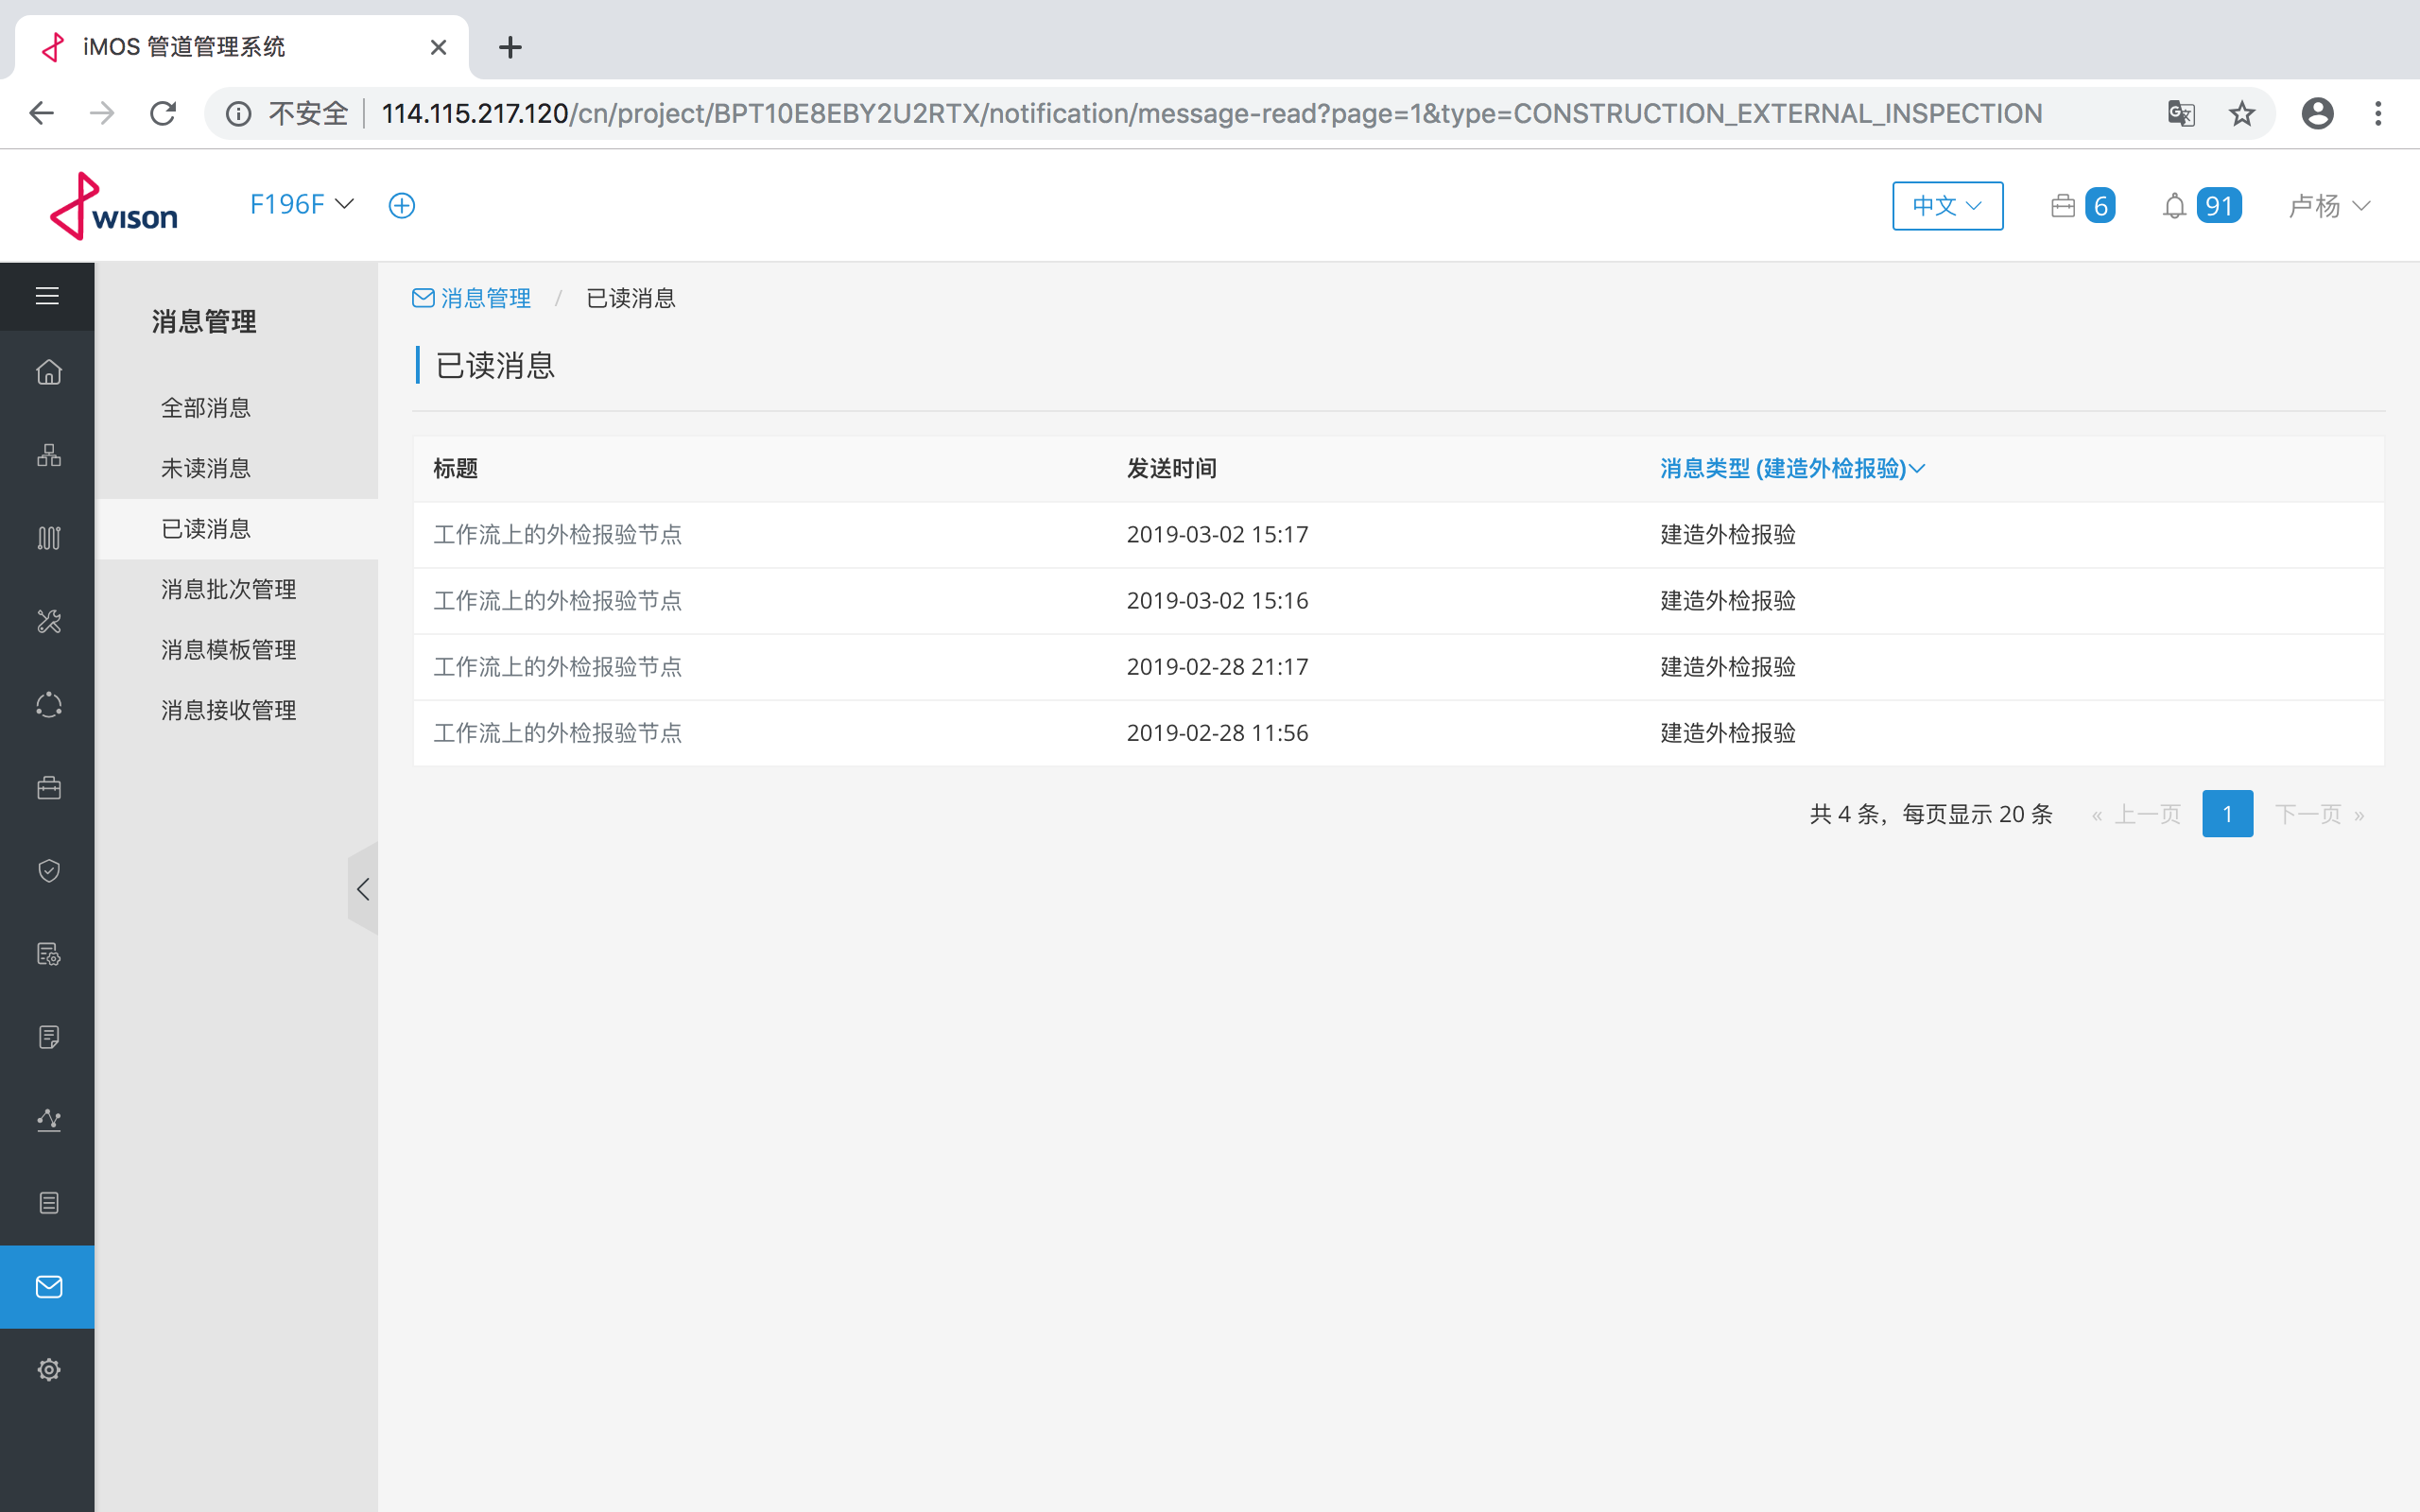 iMOS 管道管理系统
不安全 114.115.217.120/cn/project/BPT10E8EBY2U2RTX/notification/message-read?page=1&type=CONSTRUCTION_EXTERNAL_INSPECTION
wison F196F 中文 6 91 卢杨
消息管理
全部消息
未读消息
已读消息
消息批次管理
消息模板管理
消息接收管理
消息管理 / 已读消息
已读消息
标题 发送时间 消息类型 (建造外检报验)
工作流上的外检报验节点 2019-03-02 15:17 建造外检报验
工作流上的外检报验节点 2019-03-02 15:16 建造外检报验
工作流上的外检报验节点 2019-02-28 21:17 建造外检报验
工作流上的外检报验节点 2019-02-28 11:56 建造外检报验
共 4 条，每页显示 20 条 « 上一页 1 下一页 »